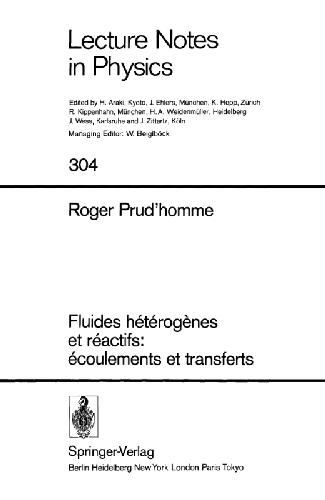 Lecture Notes
in Physics
Edited by H. Araki, Kyoto, J. Ehlers, München, K. Hepp, Zürich
R. Kippenhahn, München, H. A. Weidenmüller, Heidelberg
J. Wess, Karlsruhe and J. Zittartz, Köln
Managing Editor: W. Beiglböck
304
Roger Prud'homme
Fluides hétérogènes
et réactifs:
écoulements et transferts
Springer-Verlag
Berlin Heidelberg New York London Paris Tokyo